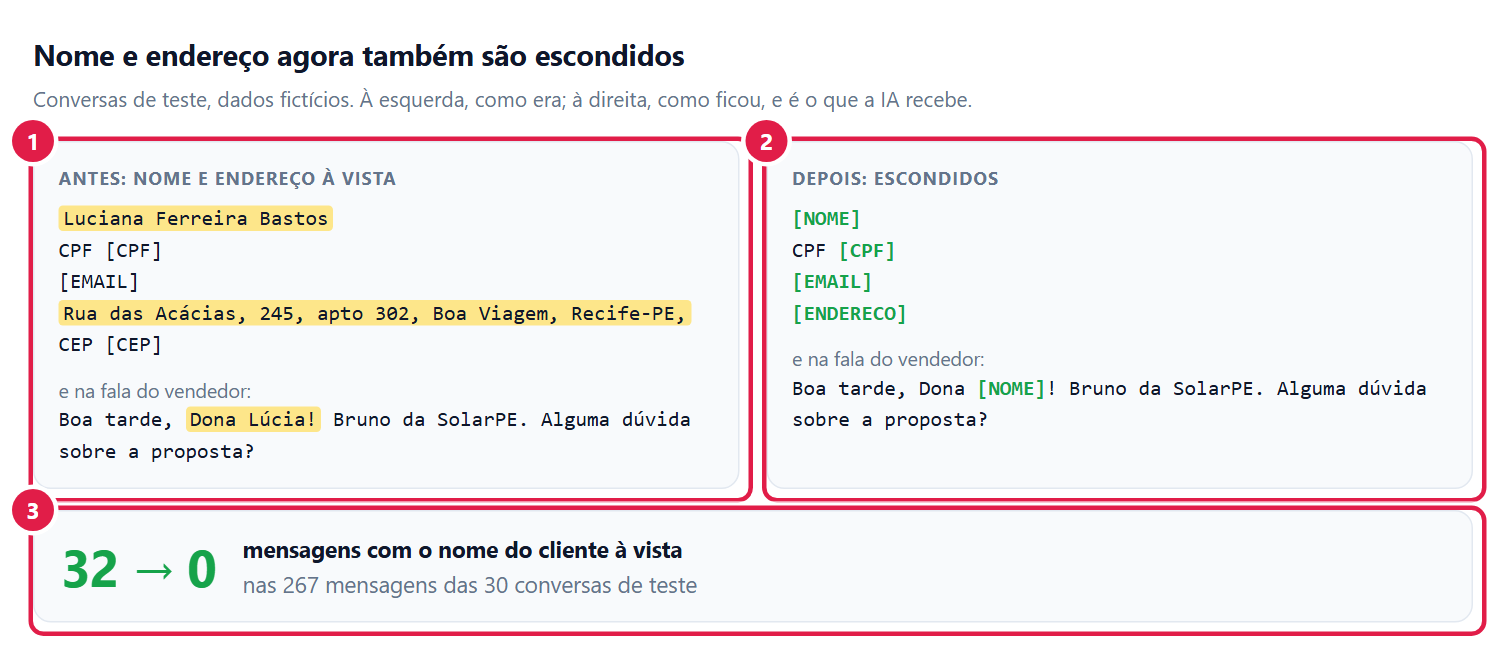 Nome e endereço agora também são escondidos
Conversas de teste, dados fictícios. À esquerda, como era; à direita, como ficou, e é o que a IA recebe.
1
ANTES: NOME E ENDEREÇO À VISTA
Luciana Ferreira Bastos
CPF [CPF]
[EMAIL]
Rua das Acácias, 245, apto 302, Boa Viagem, Recife-PE,
CEP [CEP]
e na fala do vendedor:
Boa tarde, Dona Lúcia! Bruno da SolarPE. Alguma dúvida
sobre a proposta?
2
DEPOIS: ESCONDIDOS
[NOME]
CPF [CPF]
[EMAIL]
[ENDERECO]
e na fala do vendedor:
Boa tarde, Dona [NOME]! Bruno da SolarPE. Alguma dúvida
sobre a proposta?
3
32 → 0
mensagens com o nome do cliente à vista
nas 267 mensagens das 30 conversas de teste